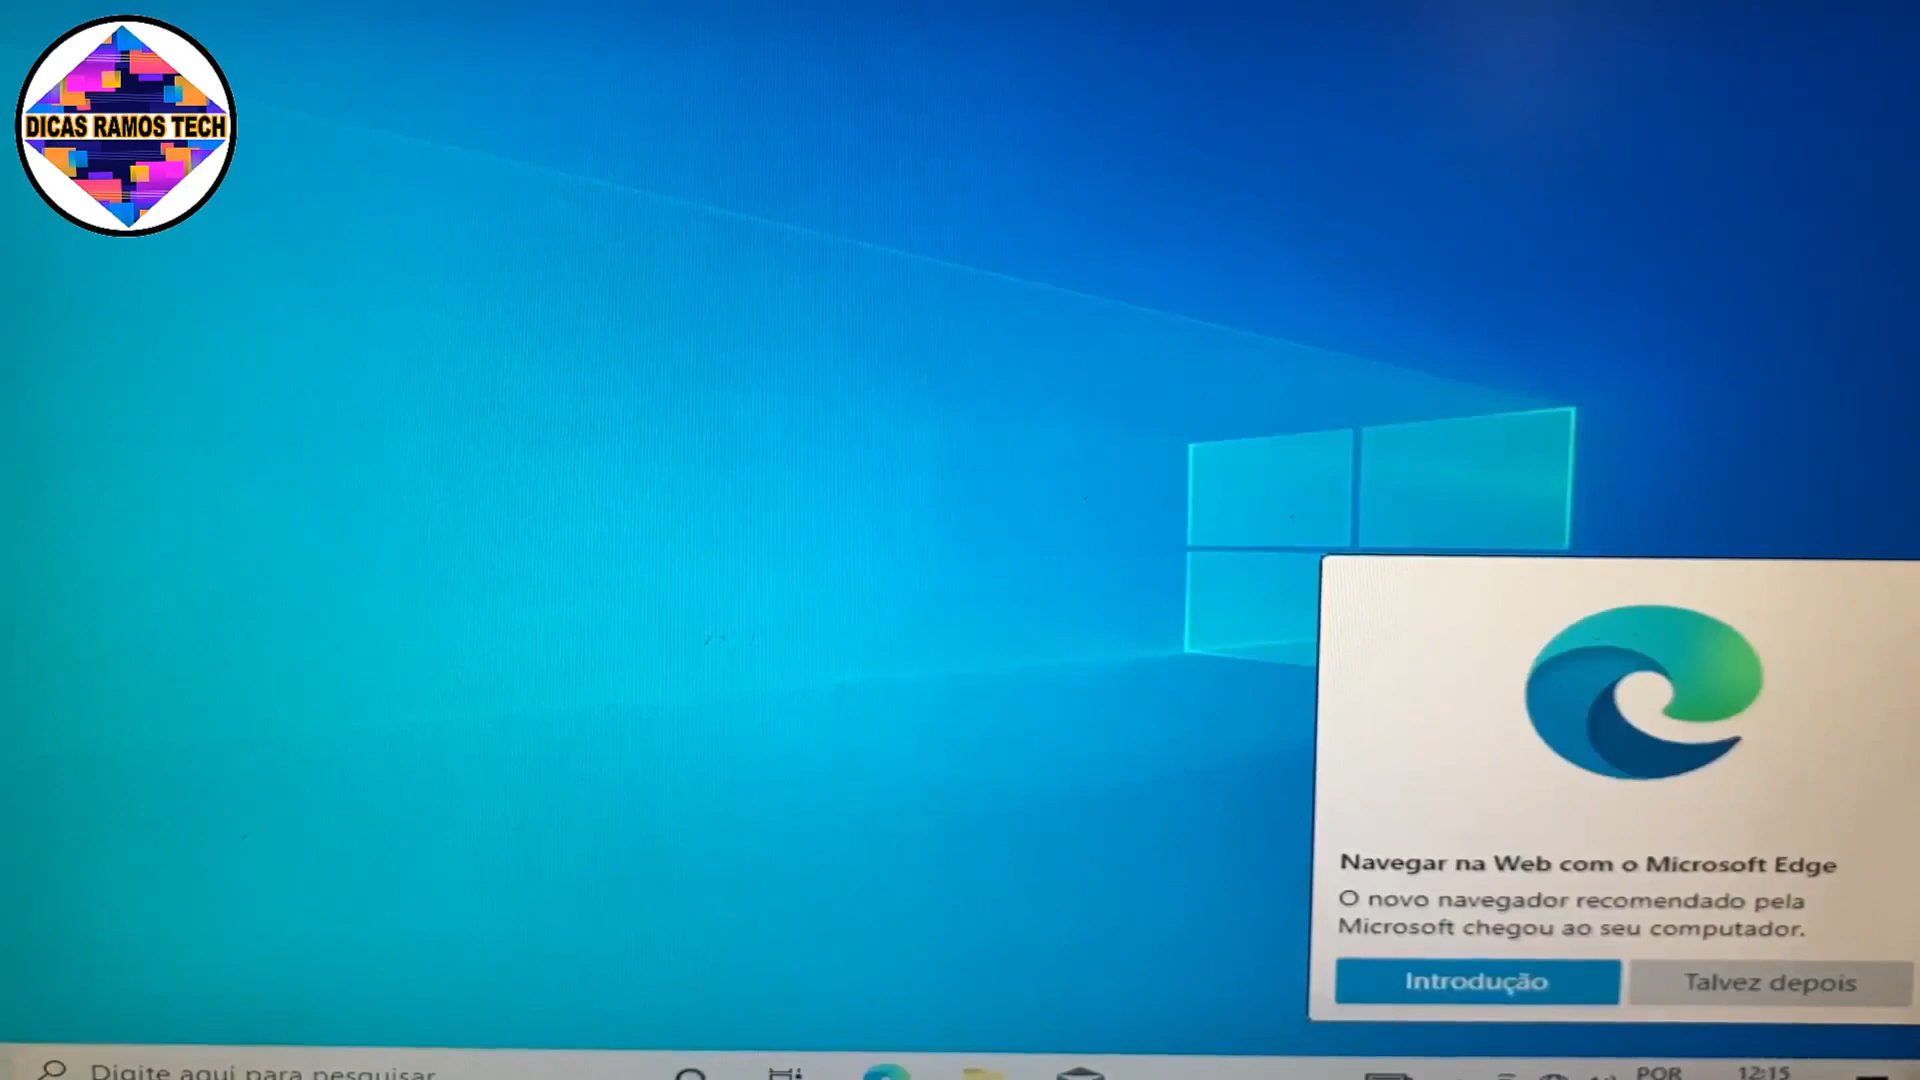 DICAS RAMOS TECH
Navegar na Web com o Microsoft Edge
O novo navegador recomendado pela
Microsoft chegou ao seu computador.
Introdução
Talvez depois
Digite aqui para pesquisar
POR
12:15